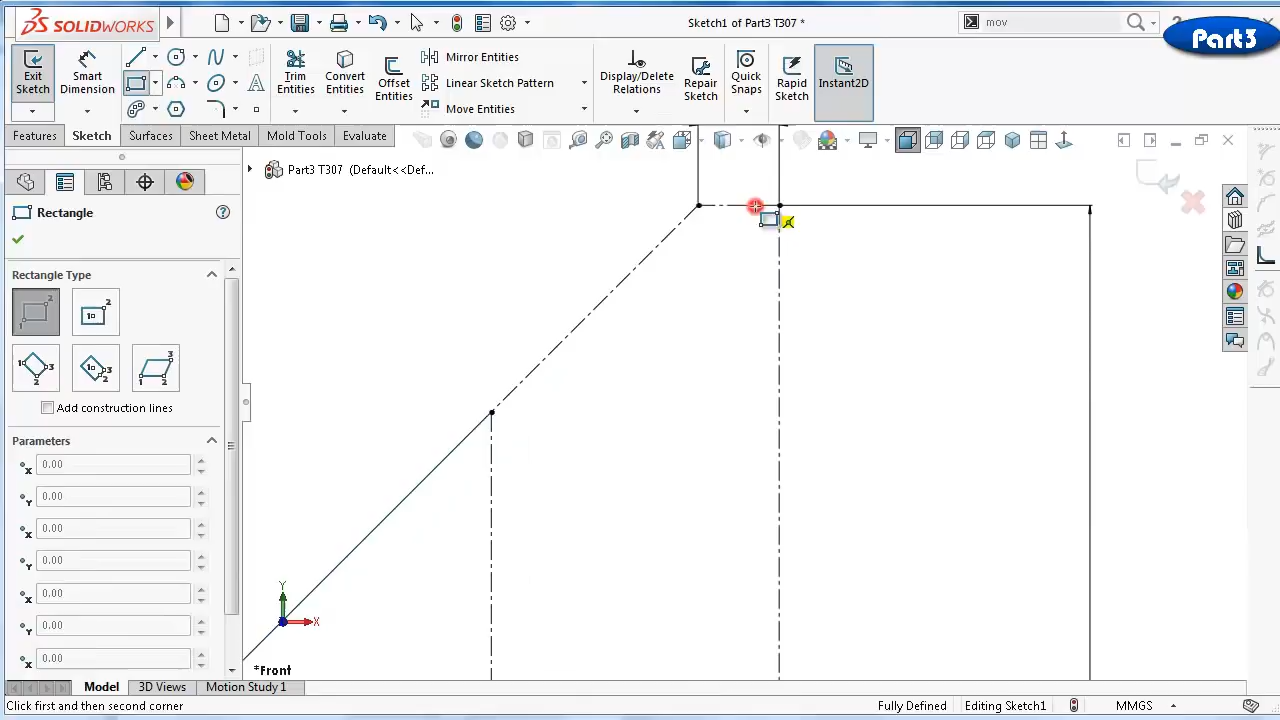 SOLIDWORKS
Sketch1 of Part3 T307 *
mov
Part3
Exit Sketch
Smart Dimension
Trim Entities
Convert Entities
Offset Entities
Mirror Entities
Linear Sketch Pattern
Move Entities
Display/Delete Relations
Repair Sketch
Quick Snaps
Rapid Sketch
Instant2D
Features
Sketch
Surfaces
Sheet Metal
Mold Tools
Evaluate
Part3 T307 (Default<<Def...
Rectangle
Rectangle Type
Add construction lines
Parameters
0.00
0.00
0.00
0.00
0.00
0.00
0.00
Y
X
*Front
Model
3D Views
Motion Study 1
Click first and then second corner
Fully Defined
Editing Sketch1
MMGS